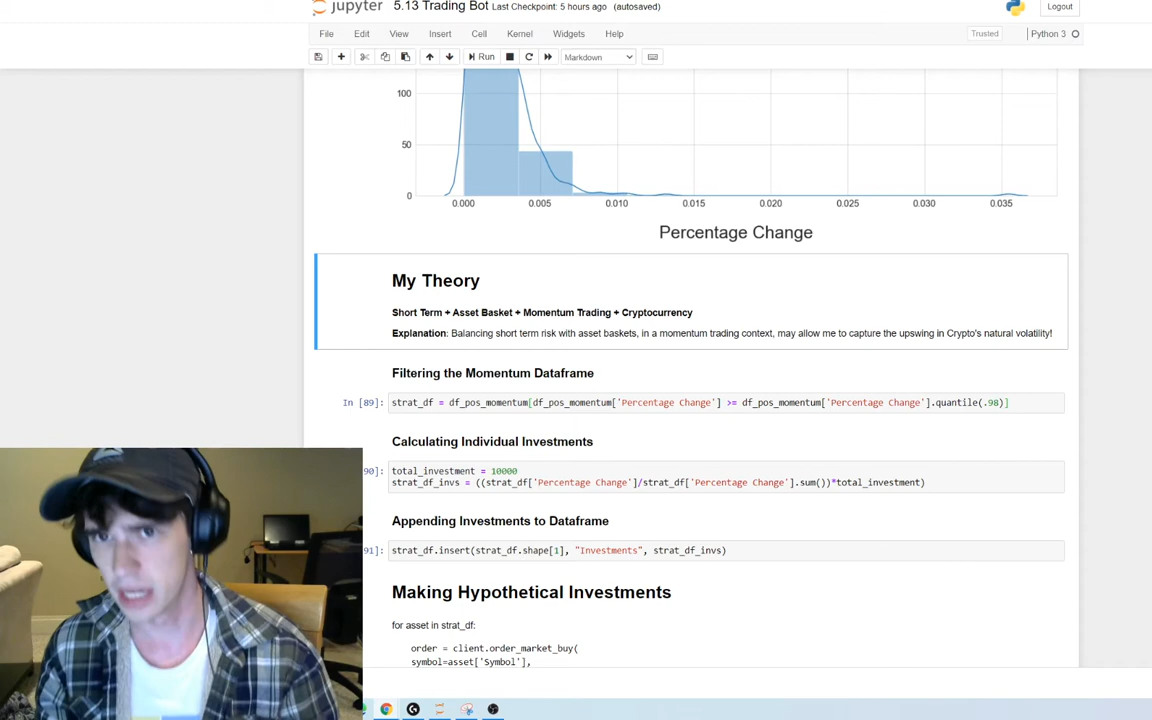 jupyter 5.13 Trading Bot Last Checkpoint: 5 hours ago (autosaved) Logout
File Edit View Insert Cell Kernel Widgets Help Trusted Python 3
Run Markdown
100
50
0
0.000 0.005 0.010 0.015 0.020 0.025 0.030 0.035
Percentage Change
My Theory
Short Term + Asset Basket + Momentum Trading + Cryptocurrency
Explanation: Balancing short term risk with asset baskets, in a momentum trading context, may allow me to capture the upswing in Crypto's natural volatility!
Filtering the Momentum Dataframe
In [89]: strat_df = df_pos_momentum[df_pos_momentum['Percentage Change'] >= df_pos_momentum['Percentage Change'].quantile(.98)]
Calculating Individual Investments
90]: total_investment = 10000
strat_df_invs = ((strat_df['Percentage Change']/strat_df['Percentage Change'].sum())*total_investment)
Appending Investments to Dataframe
91]: strat_df.insert(strat_df.shape[1], "Investments", strat_df_invs)
Making Hypothetical Investments
for asset in strat_df:
order = client.order_market_buy(
symbol=asset['Symbol'],